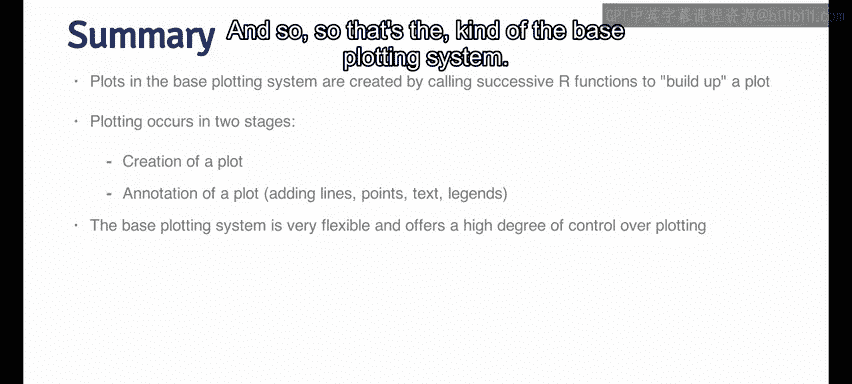 GPT中英字幕课程资源@bilibili.com
Summary
And so, so that's the, kind of the base
plotting system.
· Plots in the base plotting system are created by calling successive R functions to "build up" a plot
· Plotting occurs in two stages:
- Creation of a plot
- Annotation of a plot (adding lines, points, text, legends)
· The base plotting system is very flexible and offers a high degree of control over plotting